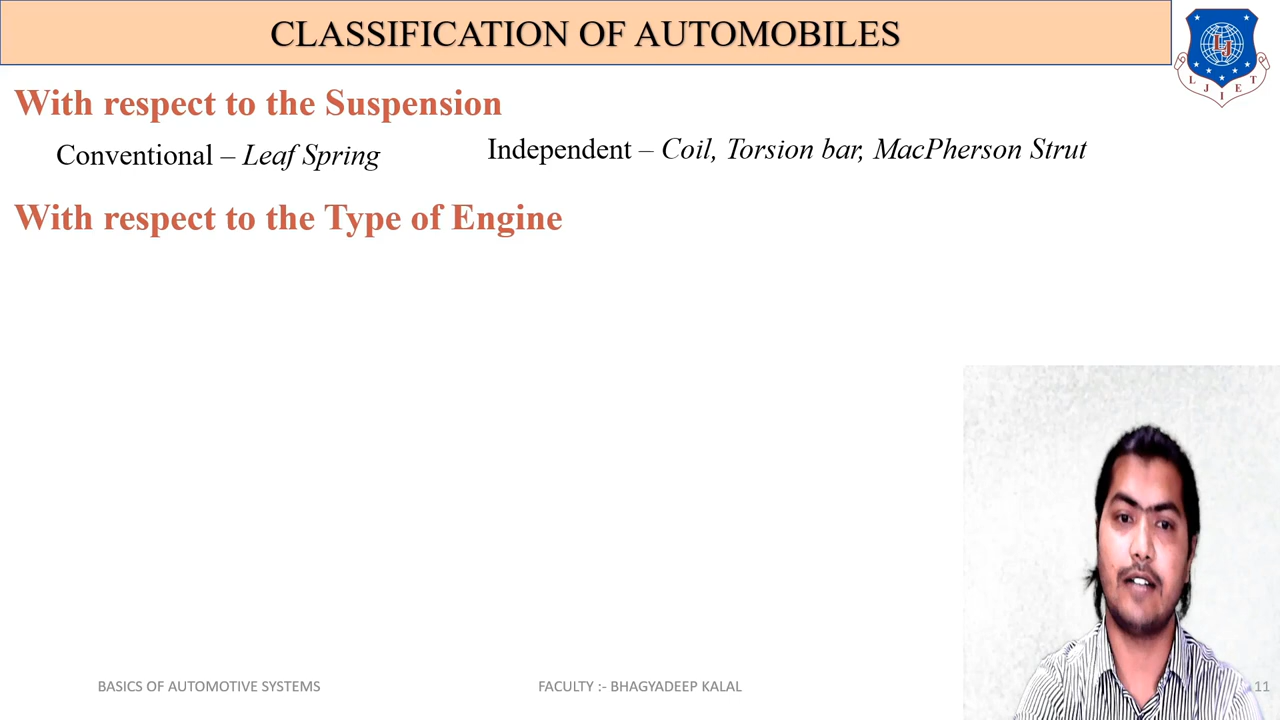 CLASSIFICATION OF AUTOMOBILES
L J I E T
LJ
With respect to the Suspension
Conventional – Leaf Spring
Independent – Coil, Torsion bar, MacPherson Strut
With respect to the Type of Engine
BASICS OF AUTOMOTIVE SYSTEMS
FACULTY :- BHAGYADEEP KALAL
11